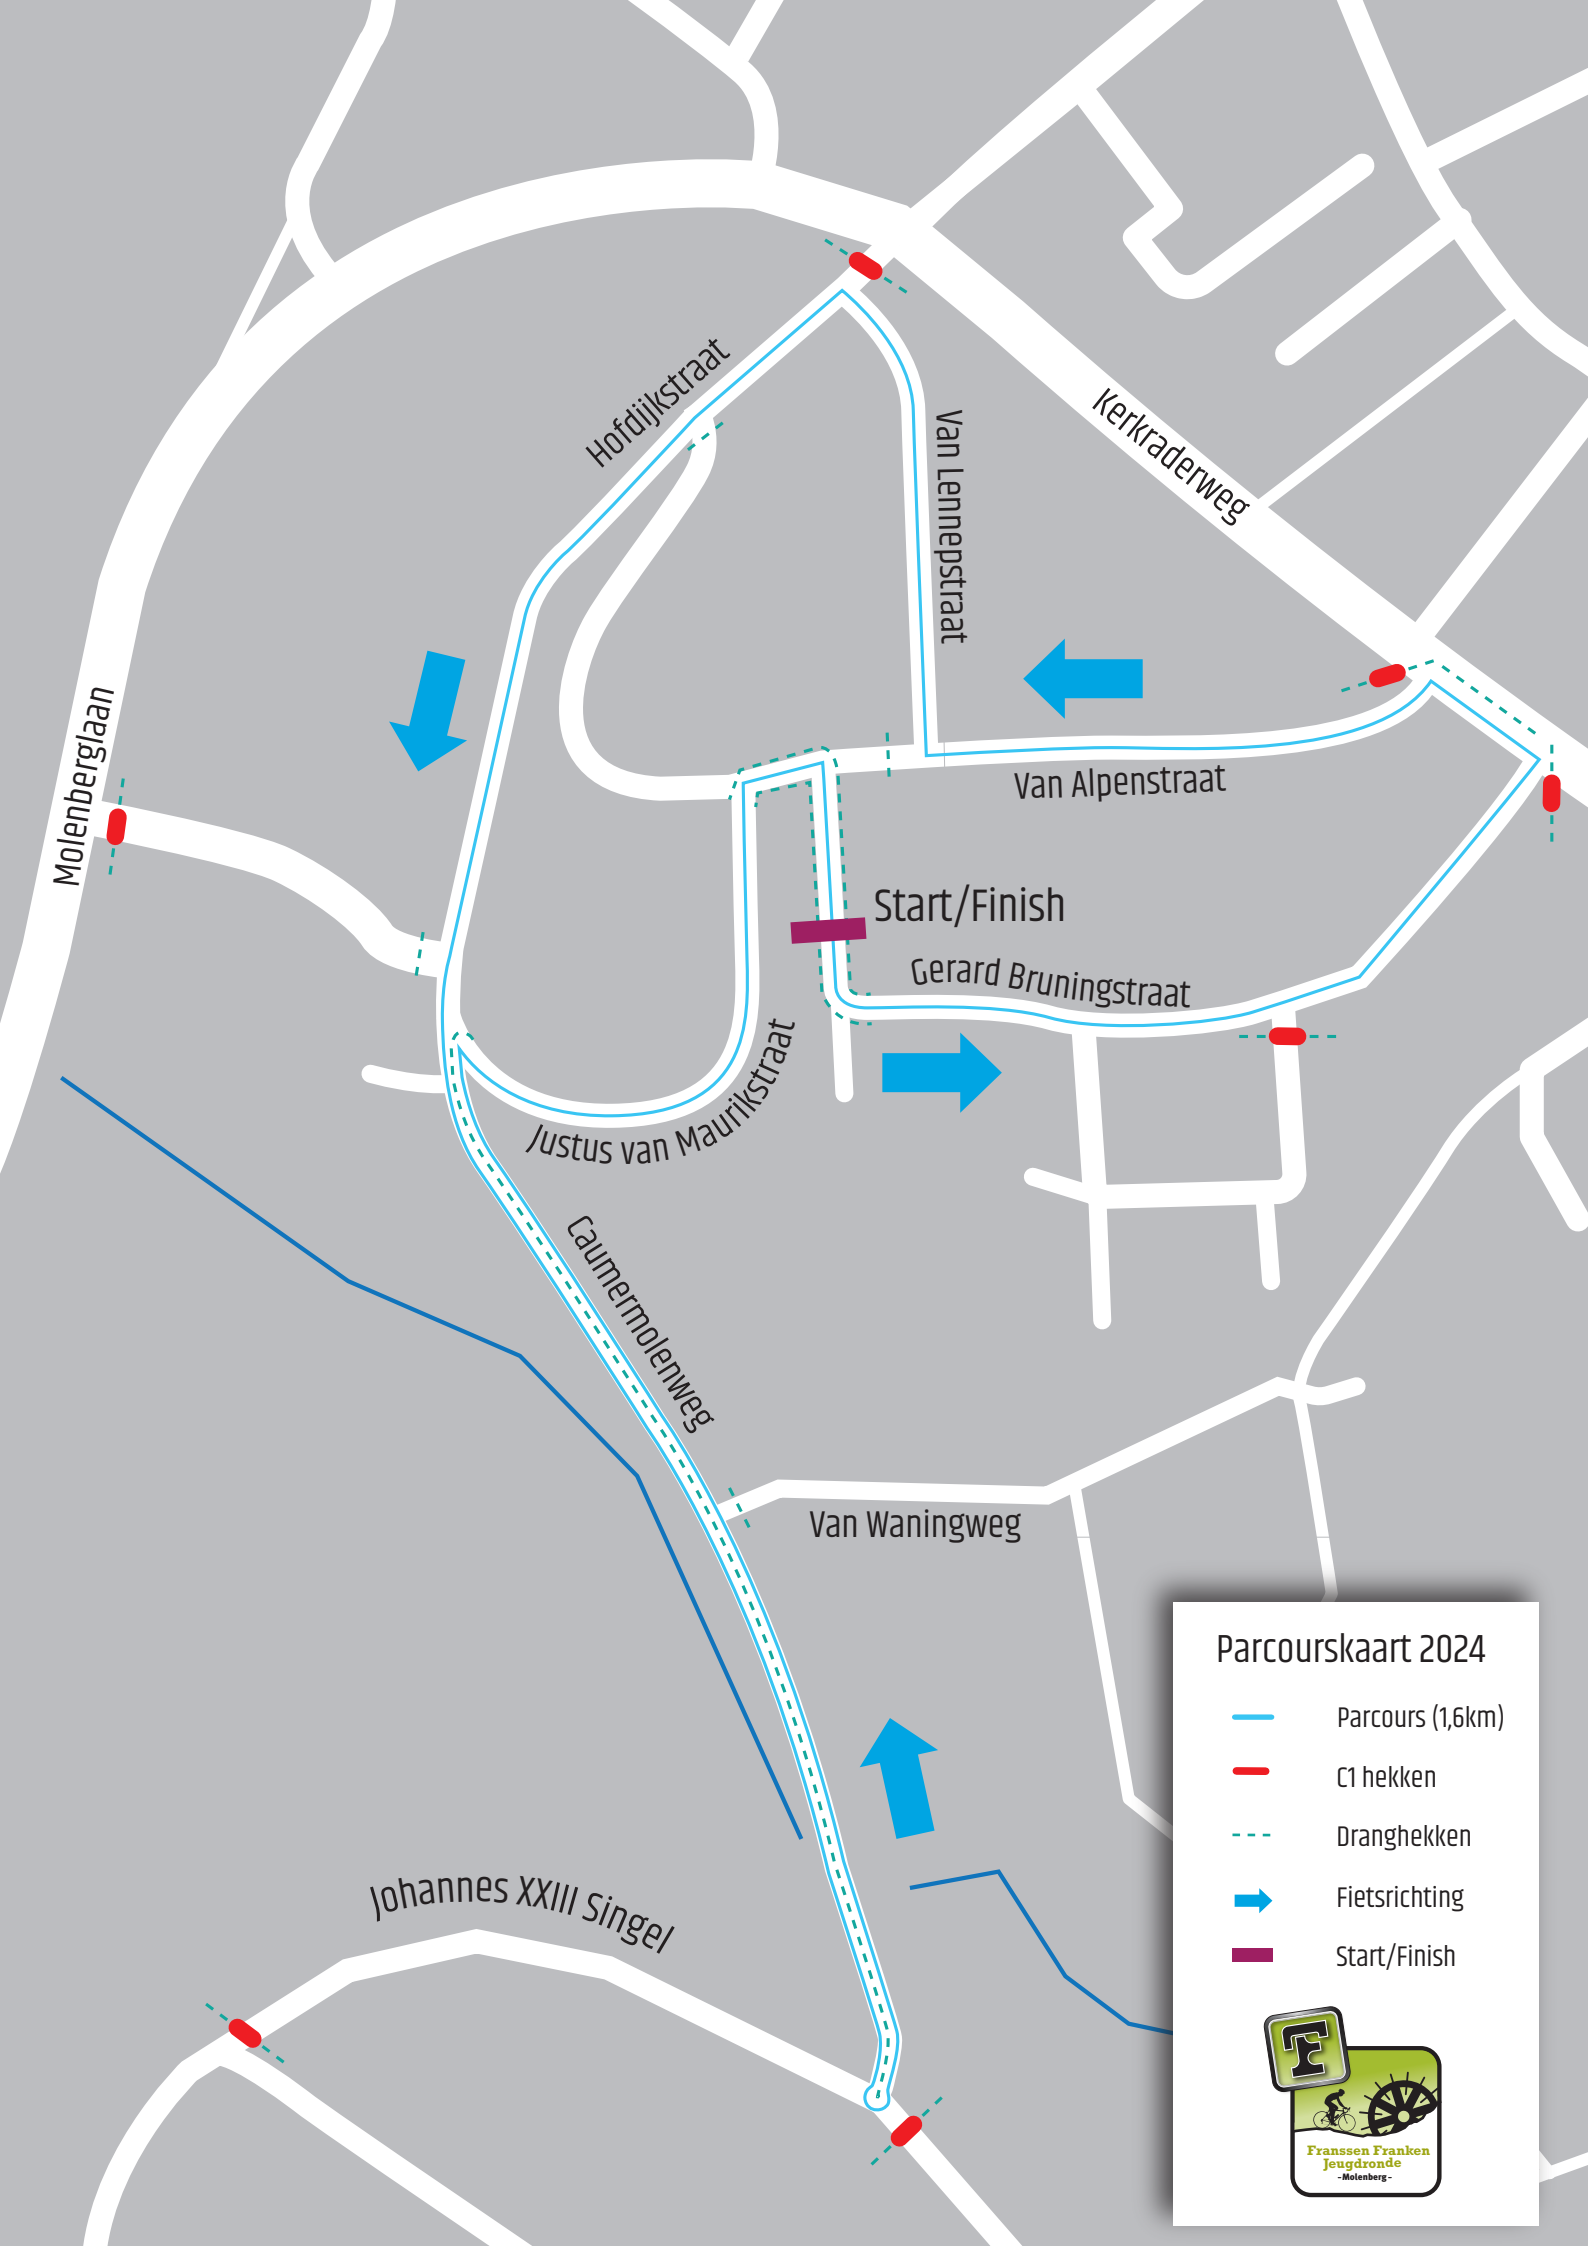 Hofdijkstraat
Van Lennepstraat
Kerkraderweg
Molenberglaan
Van Alpenstraat
Start/Finish
Gerard Bruningstraat
Justus van Maurikstraat
Caumermolenweg
Van Waningweg
Johannes XXIII Singel
Parcourskaart 2024
Parcours (1,6km)
C1 hekken
Dranghekken
Fietsrichting
Start/Finish
F
Franssen Franken
Jeugdronde
-Molenberg-